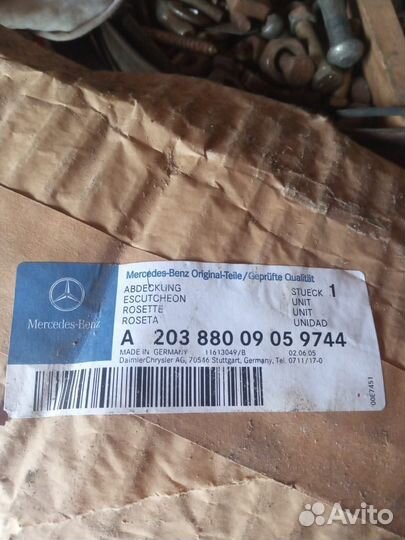 Mercedes-Benz Original-Teile/Geprüfte Qualität
ABDECKUNG STUECK 1
ESCUTCHEON UNIT
ROSETTE UNIT
ROSETA UNIDAD
Mercedes-Benz
A 203 880 09 05 9744
MADE IN GERMANY 11613049/B 02.06.05
DaimlerChrysler AG, 70546 Stuttgart, Germany, Tel. 0711/17-0
00E7451
Avito